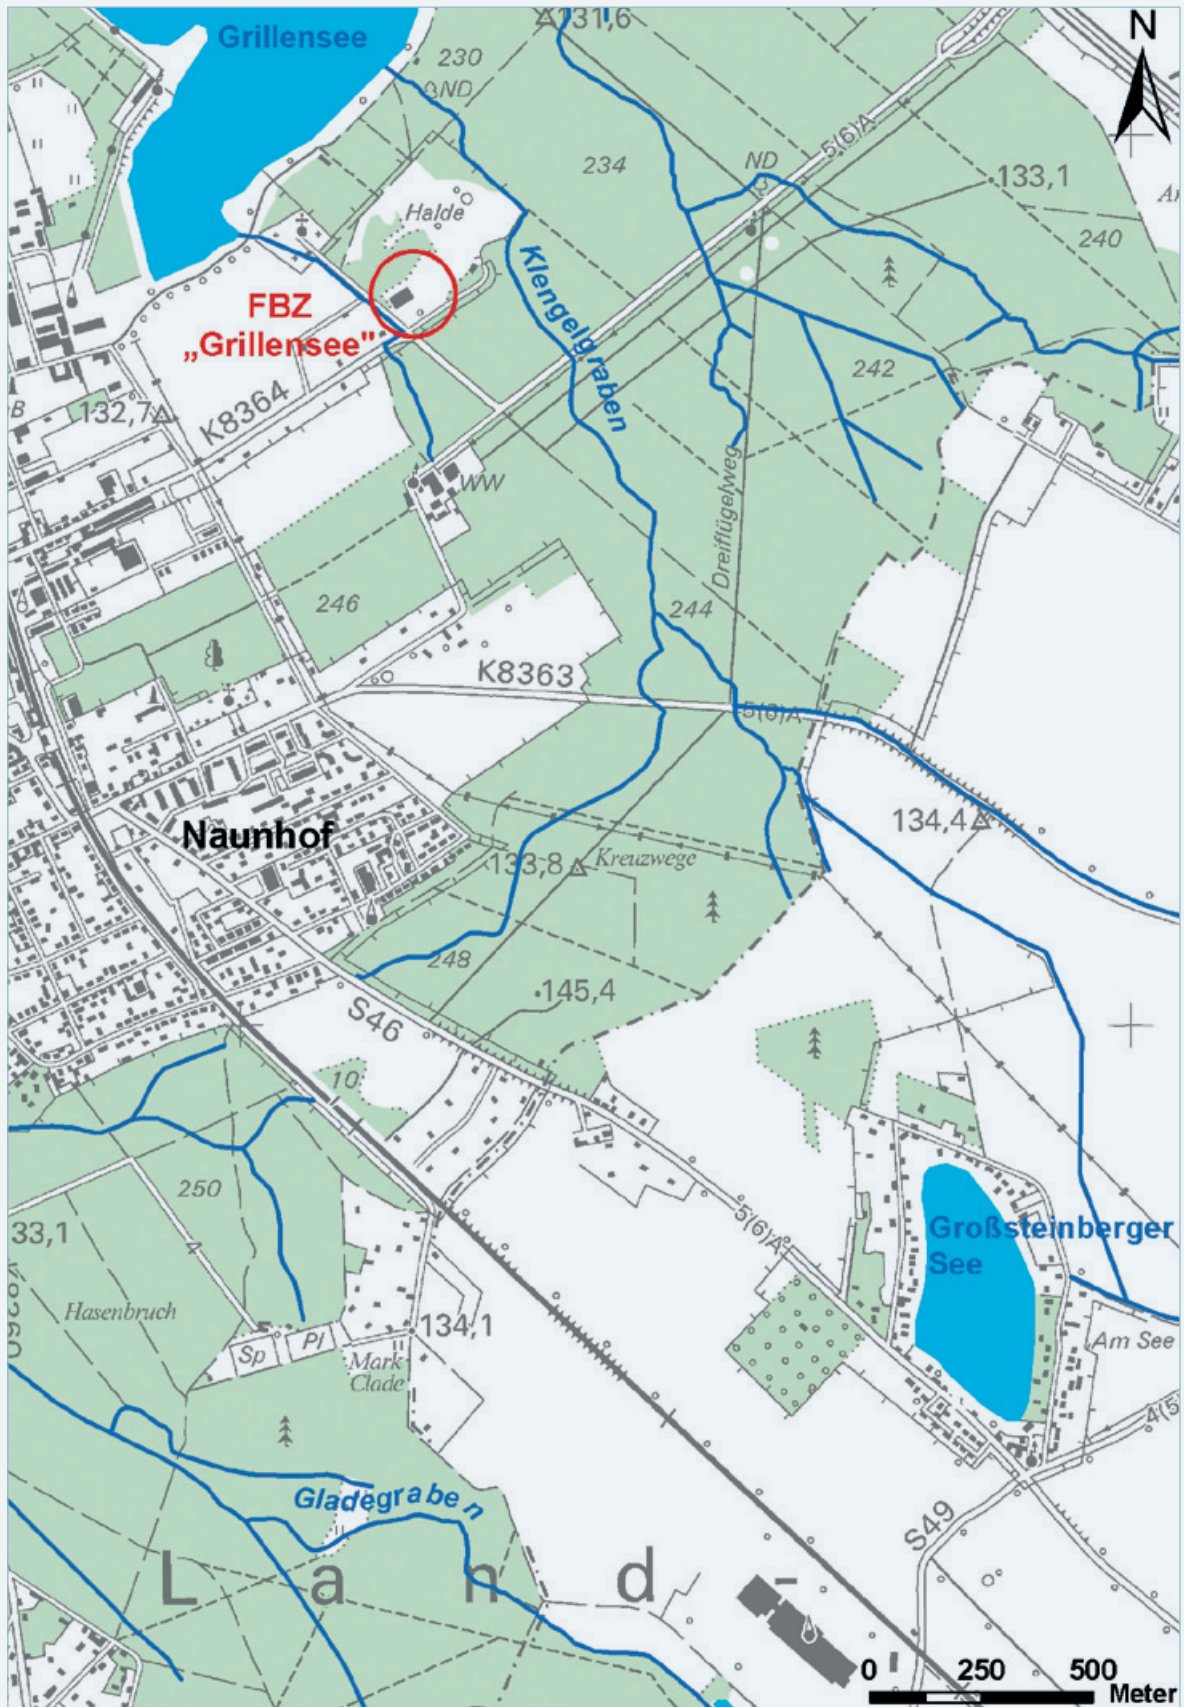 Grillensee
131,6
N
230
ND
5(6)A
ND
234
133,1
Halde
240
Klengelgraben
FBZ
„Grillensee"
242
B
132,7
K8364
WW
Dreiflügelweg
246
244
K8363
5(6)A
Naunhof
134,4
133,8
Kreuzwege
248
145,4
S46
10
250
4
33,1
5(6)A
Großsteinberger
See
Hasenbruch
134,1
Sp
Pl
Mark
Clade
Am See
4(5
Gladegraben
S49
L a n d -
0 250 500
Meter